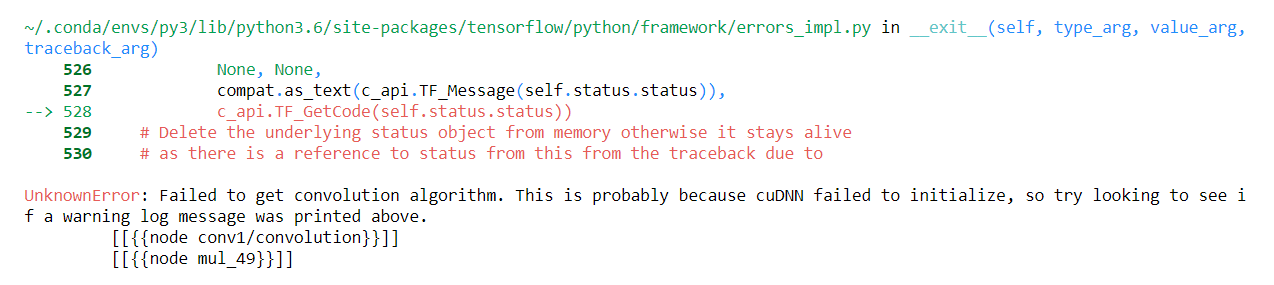 ~/.conda/envs/py3/lib/python3.6/site-packages/tensorflow/python/framework/errors_impl.py in __exit__(self, type_arg, value_arg,
traceback_arg)
    526             None, None,
    527             compat.as_text(c_api.TF_Message(self.status.status)),
--> 528             c_api.TF_GetCode(self.status.status))
    529     # Delete the underlying status object from memory otherwise it stays alive
    530     # as there is a reference to status from this from the traceback due to
UnknownError: Failed to get convolution algorithm. This is probably because cuDNN failed to initialize, so try looking to see i
f a warning log message was printed above.
	 [[{{node conv1/convolution}}]]
	 [[{{node mul_49}}]]